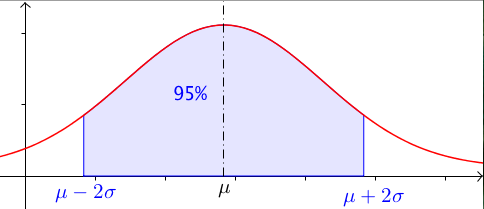 95%
μ − 2σ
μ
μ + 2σ